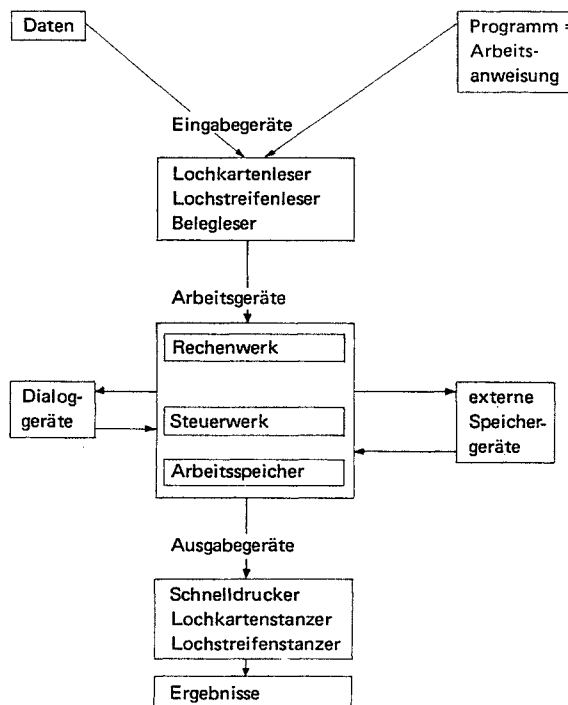 Daten
Programm =
Arbeits-
anweisung
Eingabegeräte
Lochkartenleser
Lochstreifenleser
Belegleser
Arbeitsgeräte
Rechenwerk
Dialog-
geräte
Steuerwerk
Arbeitsspeicher
externe
Speicher-
geräte
Ausgabegeräte
Schnelldrucker
Lochkartenstanzer
Lochstreifenstanzer
Ergebnisse